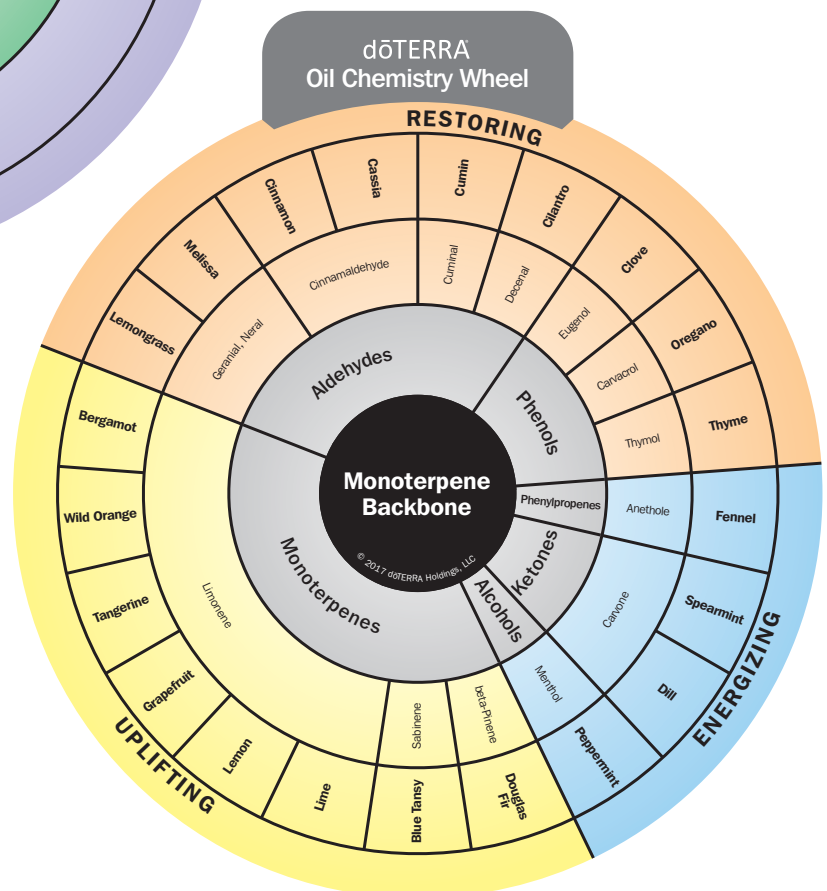 dōTERRA
Oil Chemistry Wheel
RESTORING
Lemongrass
Melissa
Cinnamon
Cassia
Cumin
Cilantro
Clove
Oregano
Thyme
Geranial, Neral
Cinnamaldehyde
Cuminal
Decenal
Eugenol
Carvacrol
Thymol
Aldehydes
Phenols
Monoterpene
Backbone
© 2017 dōTERRA Holdings, LLC
Phenylpropenes
Ketones
Alcohols
Monoterpenes
Anethole
Carvone
Menthol
Fennel
Spearmint
Dill
Peppermint
ENERGIZING
Limonene
Sabinene
beta-Pinene
Bergamot
Wild Orange
Tangerine
Grapefruit
Lemon
Lime
Blue Tansy
Douglas
Fir
UPLIFTING